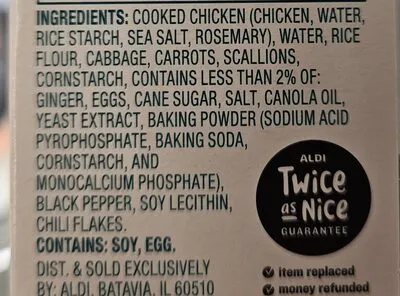 INGREDIENTS: COOKED CHICKEN (CHICKEN, WATER,
RICE STARCH, SEA SALT, ROSEMARY), WATER, RICE
FLOUR, CABBAGE, CARROTS, SCALLIONS,
CORNSTARCH, CONTAINS LESS THAN 2% OF:
GINGER, EGGS, CANE SUGAR, SALT, CANOLA OIL,
YEAST EXTRACT, BAKING POWDER (SODIUM ACID
PYROPHOSPHATE, BAKING SODA,
CORNSTARCH, AND
MONOCALCIUM PHOSPHATE),
BLACK PEPPER, SOY LECITHIN,
CHILI FLAKES.
CONTAINS: SOY, EGG.
DIST. & SOLD EXCLUSIVELY
BY: ALDI, BATAVIA, IL 60510
ALDI
Twice
as Nice
GUARANTEE
item replaced
money refunded